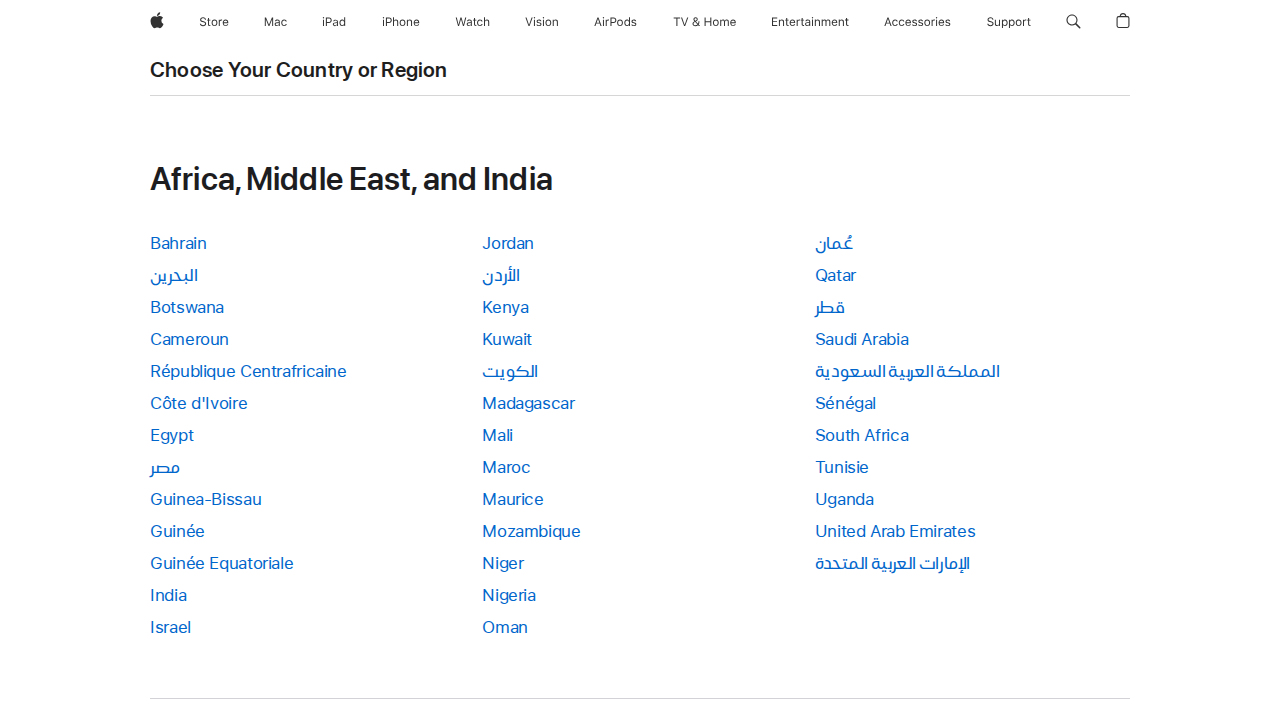 Store Mac iPad iPhone Watch Vision AirPods TV & Home Entertainment Accessories Support
Choose Your Country or Region
Africa, Middle East, and India
Bahrain
البحرين
Botswana
Cameroun
République Centrafricaine
Côte d'Ivoire
Egypt
مصر
Guinea-Bissau
Guinée
Guinée Equatoriale
India
Israel
Jordan
الأردن
Kenya
Kuwait
الكويت
Madagascar
Mali
Maroc
Maurice
Mozambique
Niger
Nigeria
Oman
عُمان
Qatar
قطر
Saudi Arabia
المملكة العربية السعودية
Sénégal
South Africa
Tunisie
Uganda
United Arab Emirates
الإمارات العربية المتحدة